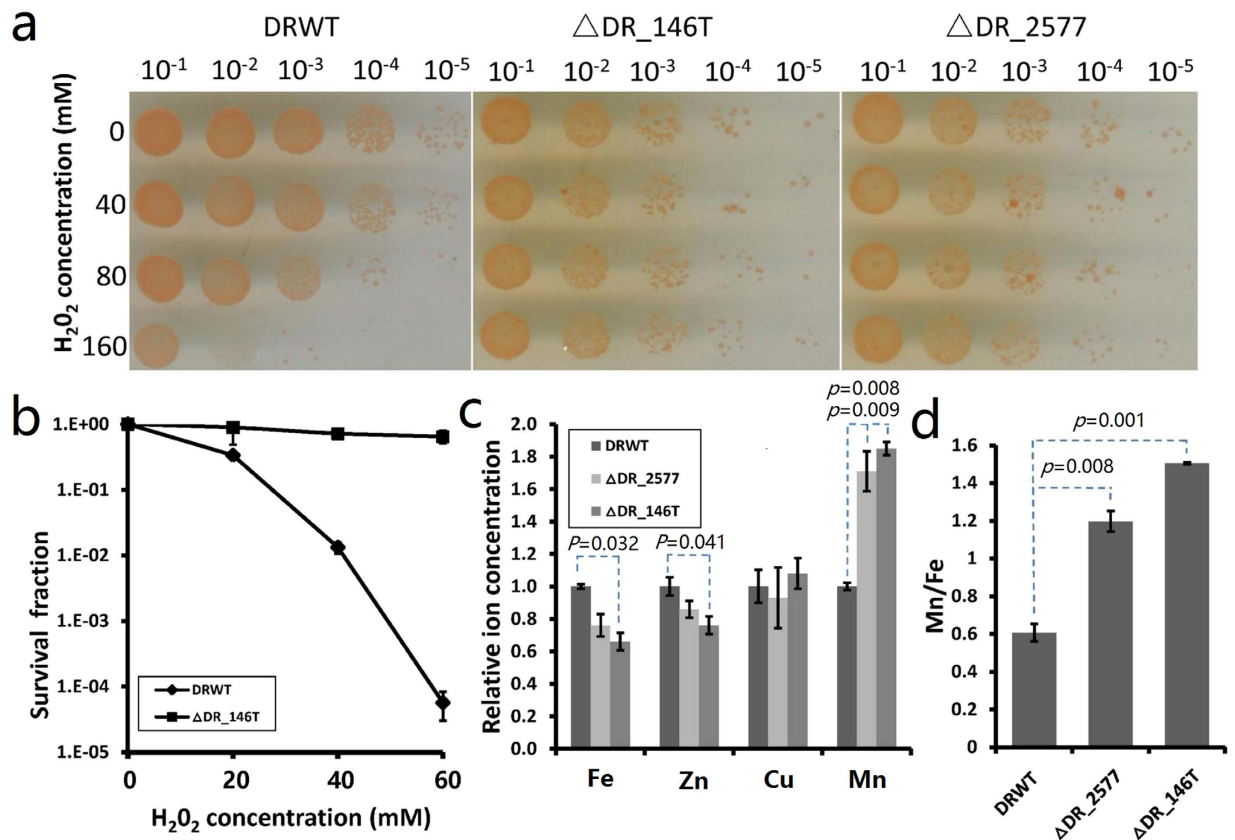 a
DRWT
△DR_146T
△DR_2577
10-1 10-2 10-3 10-4 10-5
10-1 10-2 10-3 10-4 10-5
10-1 10-2 10-3 10-4 10-5
H2O2 concentration (mM)
0
40
80
160
b
Survival fraction
1.E+00
1.E-01
1.E-02
1.E-03
1.E-04
1.E-05
DRWT
△DR_146T
0 20 40 60
H2O2 concentration (mM)
c
Relative ion concentration
2.0
1.8
1.6
1.4
1.2
1.0
0.8
0.6
0.4
0.2
0.0
DRWT
ΔDR_2577
ΔDR_146T
P=0.032
P=0.041
p=0.008
p=0.009
Fe Zn Cu Mn
d
Mn/Fe
1.6
1.4
1.2
1
0.8
0.6
0.4
0.2
0
p=0.001
p=0.008
DRWT
ΔDR_2577
ΔDR_146T